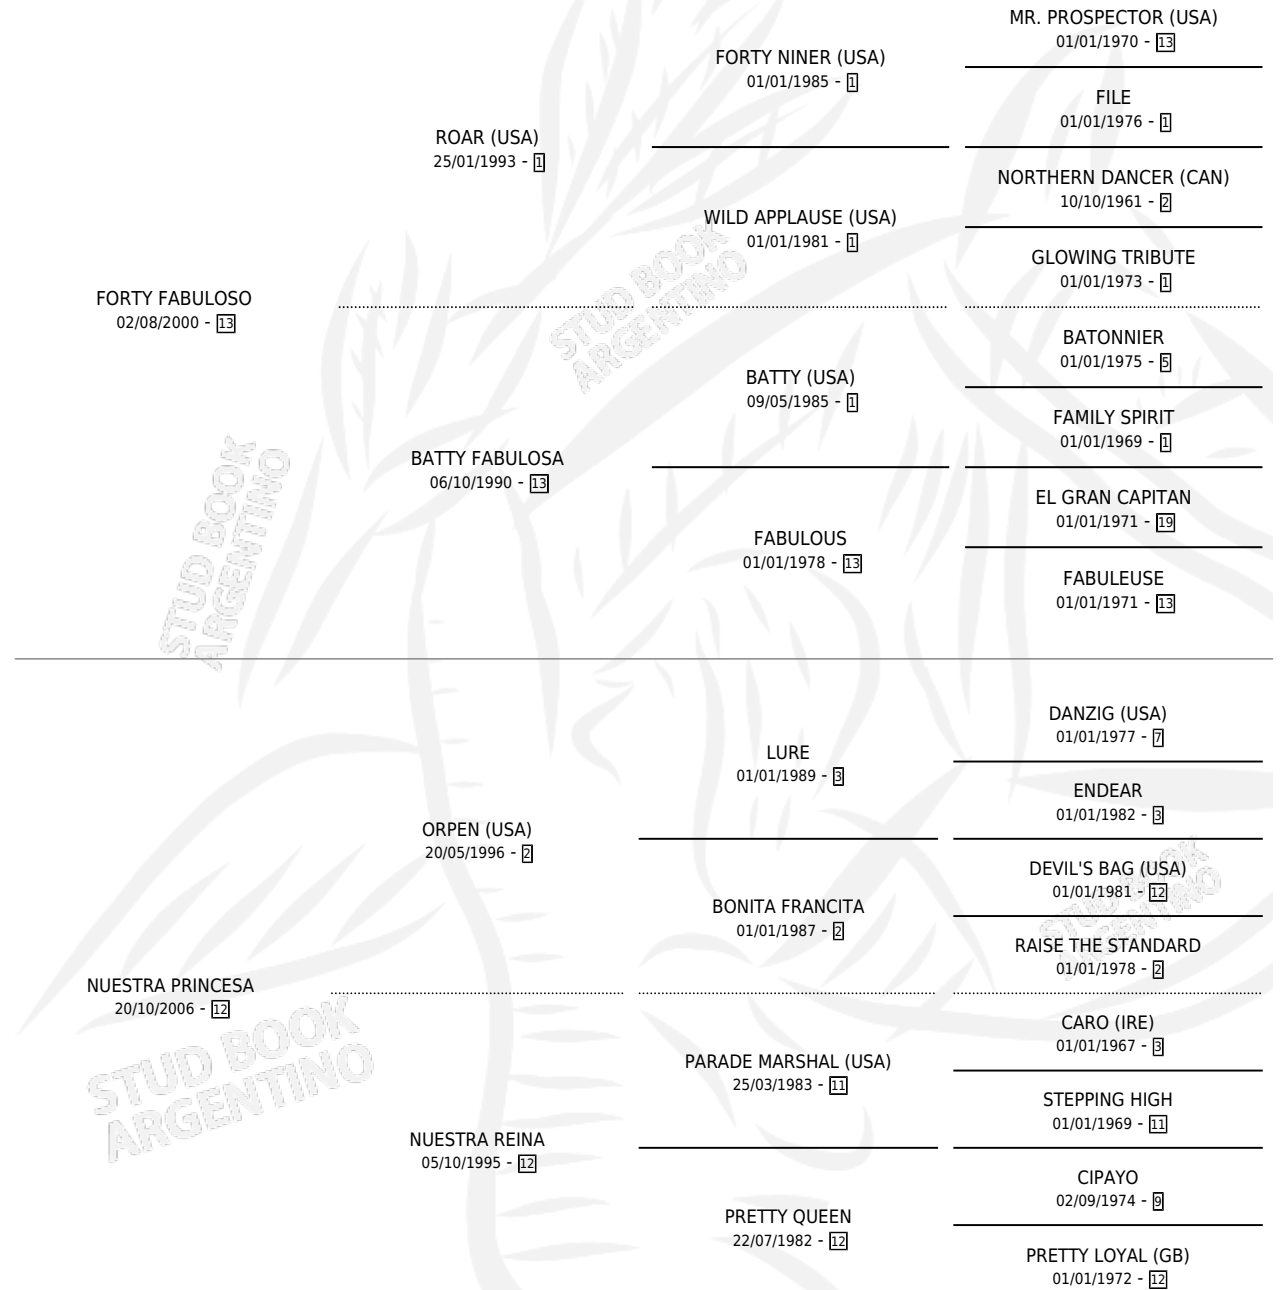 MR. PROSPECTOR (USA)
01/01/1970 - 13
FORTY NINER (USA)
01/01/1985 - 1
FILE
01/01/1976 - 1
ROAR (USA)
25/01/1993 - 1
NORTHERN DANCER (CAN)
10/10/1961 - 2
WILD APPLAUSE (USA)
01/01/1981 - 1
GLOWING TRIBUTE
01/01/1973 - 1
FORTY FABULOSO
02/08/2000 - 13
BATONNIER
01/01/1975 - 5
BATTY (USA)
09/05/1985 - 1
FAMILY SPIRIT
01/01/1969 - 1
BATTY FABULOSA
06/10/1990 - 13
EL GRAN CAPITAN
01/01/1971 - 19
FABULOUS
01/01/1978 - 13
FABULEUSE
01/01/1971 - 13
DANZIG (USA)
01/01/1977 - 7
LURE
01/01/1989 - 3
ENDEAR
01/01/1982 - 3
ORPEN (USA)
20/05/1996 - 2
DEVIL'S BAG (USA)
01/01/1981 - 12
BONITA FRANCITA
01/01/1987 - 2
RAISE THE STANDARD
01/01/1978 - 2
NUESTRA PRINCESA
20/10/2006 - 12
CARO (IRE)
01/01/1967 - 3
PARADE MARSHAL (USA)
25/03/1983 - 11
STEPPING HIGH
01/01/1969 - 11
NUESTRA REINA
05/10/1995 - 12
CIPAYO
02/09/1974 - 9
PRETTY QUEEN
22/07/1982 - 12
PRETTY LOYAL (GB)
01/01/1972 - 12
STUD BOOK
ARGENTINO
STUD BOOK
ARGENTINO
STUD BOOK
ARGENTINO
STUD BOOK
ARGENTINO